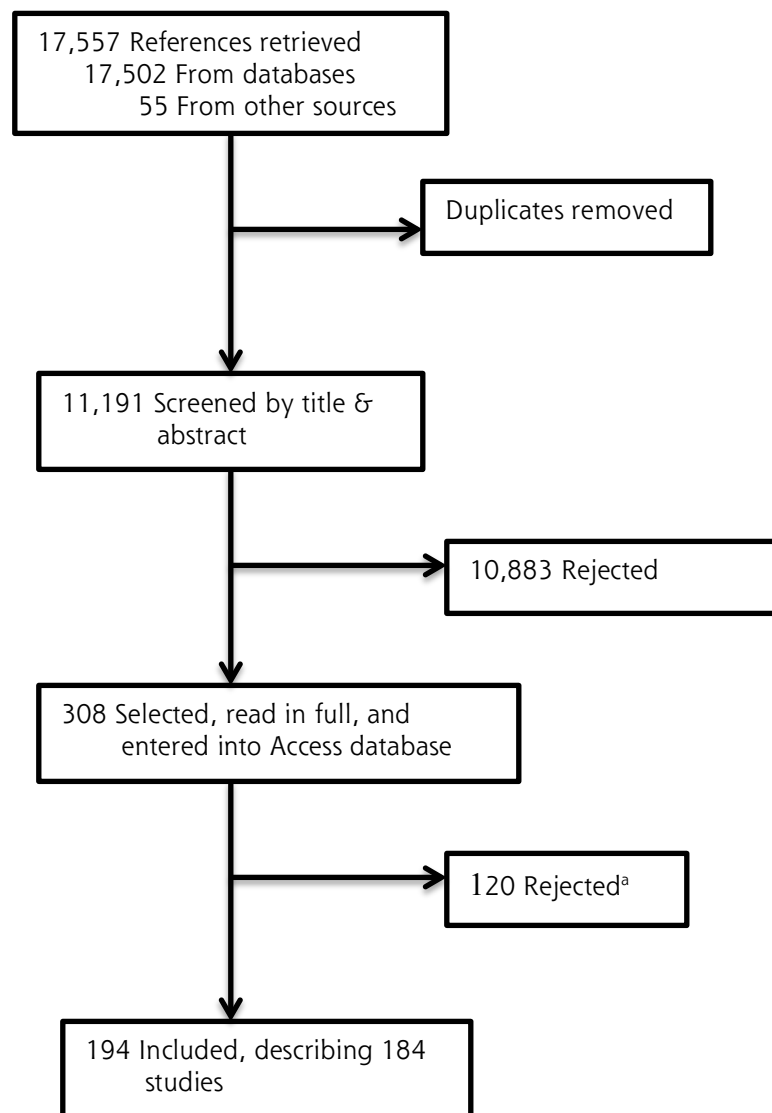 17,557 References retrieved
17,502 From databases
55 From other sources
Duplicates removed
11,191 Screened by title &
abstract
10,883 Rejected
308 Selected, read in full, and
entered into Access database
120 Rejectedᵃ
194 Included, describing 184
studies